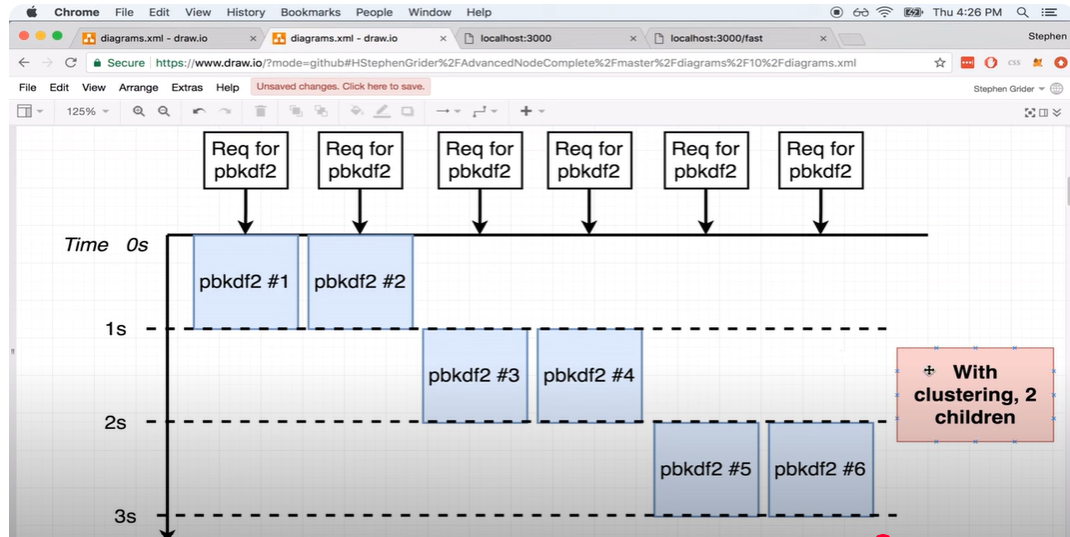 Chrome File Edit View History Bookmarks People Window Help Thu 4:26 PM
diagrams.xml - draw.io diagrams.xml - draw.io localhost:3000 localhost:3000/fast Stephen
Secure https://www.draw.io/?mode=github#HStephenGrider%2FAdvancedNodeComplete%2Fmaster%2Fdiagrams%2F10%2Fdiagrams.xml CSS
File Edit View Arrange Extras Help Unsaved changes. Click here to save. Stephen Grider
125%
Req for pbkdf2
Req for pbkdf2
Req for pbkdf2
Req for pbkdf2
Req for pbkdf2
Req for pbkdf2
Time 0s
pbkdf2 #1 pbkdf2 #2
1s
pbkdf2 #3 pbkdf2 #4
With
clustering, 2
children
2s
pbkdf2 #5 pbkdf2 #6
3s